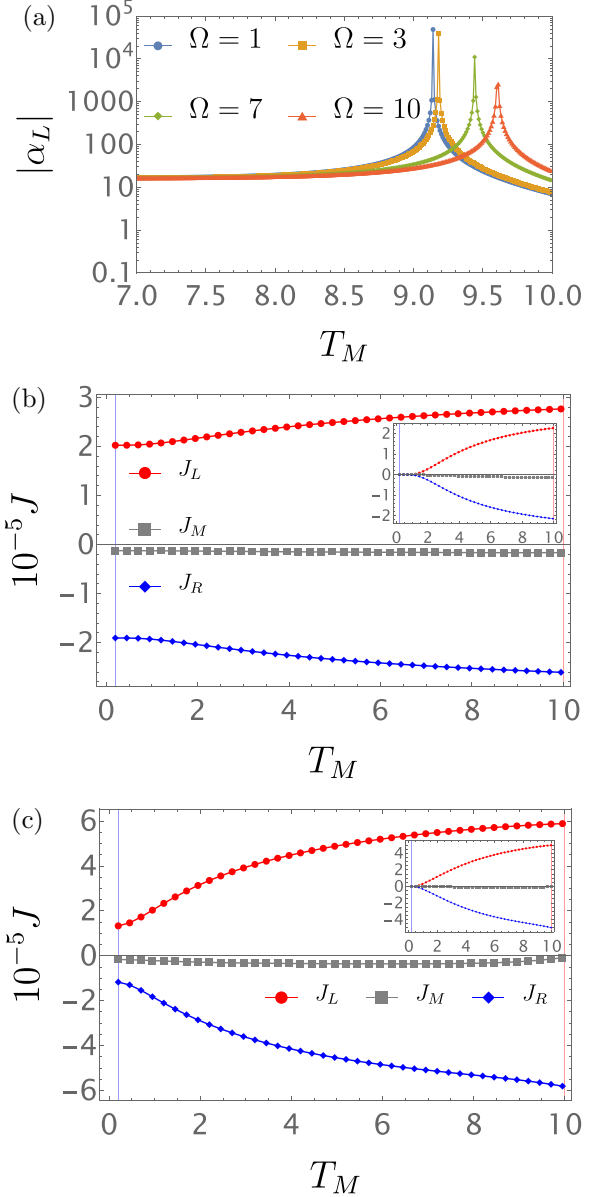 (a)
10^5
10^4
1000
100
10
1
0.1
|α_L|
Ω = 1
Ω = 3
Ω = 7
Ω = 10
7.0 7.5 8.0 8.5 9.0 9.5 10.0
T_M
(b)
3
2
1
0
-1
-2
10^{-5} J
J_L
J_M
J_R
2
1
0
-1
-2
2 4 6 8 10
0 2 4 6 8 10
T_M
(c)
6
4
2
0
-2
-4
-6
10^{-5} J
4
2
0
-2
-4
0 2 4 6 8 10
J_L J_M J_R
0 2 4 6 8 10
T_M